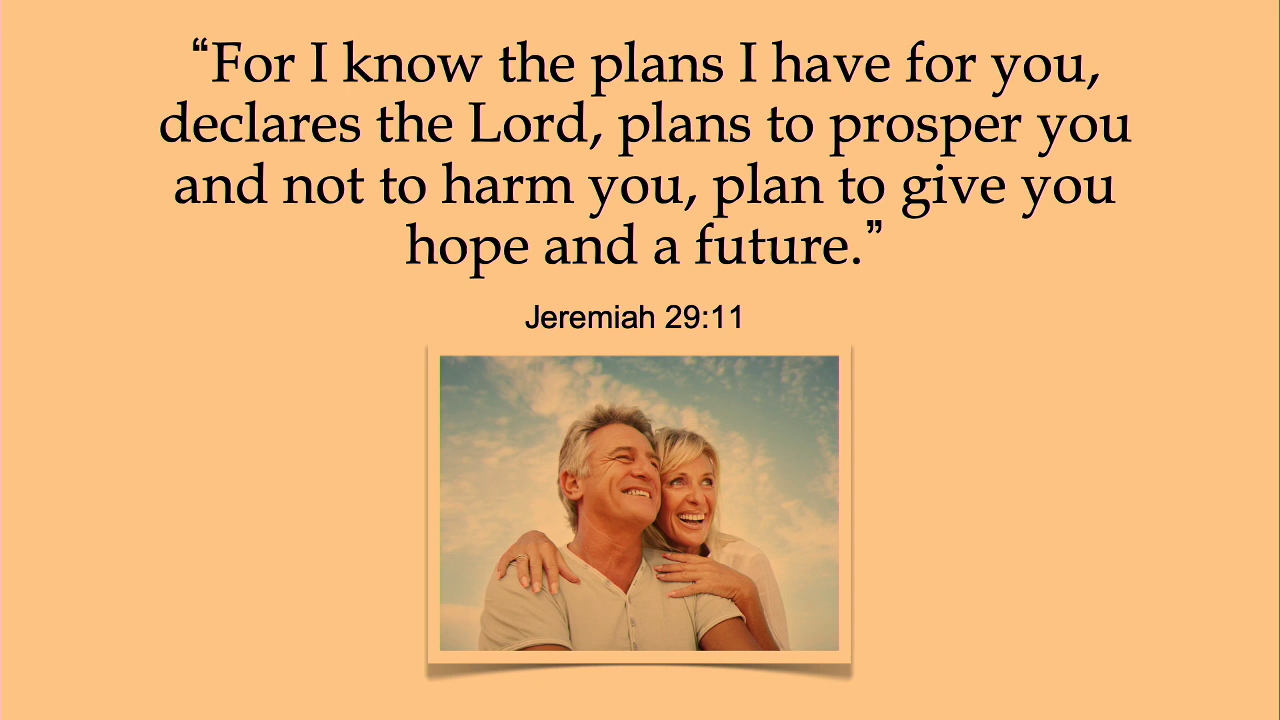 “For I know the plans I have for you,
declares the Lord, plans to prosper you
and not to harm you, plan to give you
hope and a future.”
Jeremiah 29:11